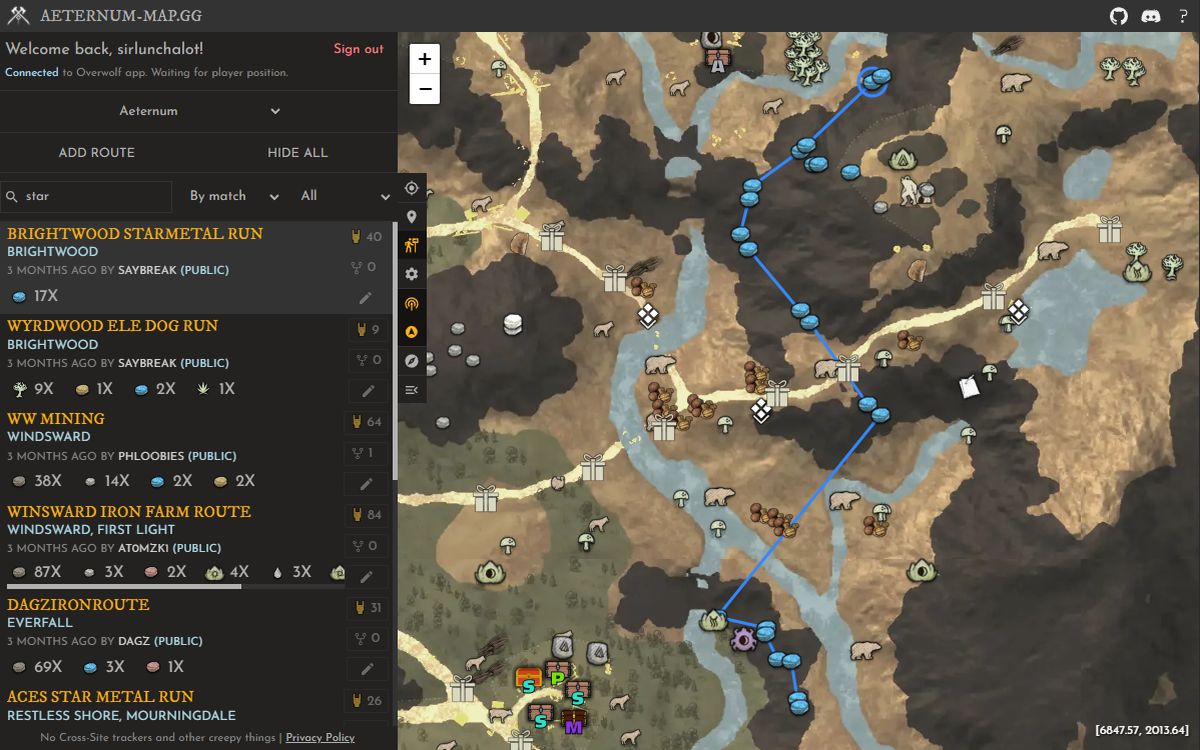 AETERNUM-MAP.GG
?
Welcome back, sirlunchalot!
Sign out
Connected to Overwolf app. Waiting for player position.
Aeternum
ADD ROUTE
HIDE ALL
star
By match
All
BRIGHTWOOD STARMETAL RUN
40
BRIGHTWOOD
3 MONTHS AGO BY SAYBREAK (PUBLIC)
0
17X
WYRDWOOD ELE DOG RUN
9
BRIGHTWOOD
3 MONTHS AGO BY SAYBREAK (PUBLIC)
0
9X 1X 2X 1X
WW MINING
64
WINDSWARD
3 MONTHS AGO BY PHLOOBIES (PUBLIC)
1
38X 14X 2X 2X
WINSWARD IRON FARM ROUTE
84
WINDSWARD, FIRST LIGHT
3 MONTHS AGO BY AT0MZK1 (PUBLIC)
0
87X 3X 2X 4X 3X
DAGZIRONROUTE
31
EVERFALL
3 MONTHS AGO BY DAGZ (PUBLIC)
0
69X 3X 1X
ACES STAR METAL RUN
26
RESTLESS SHORE, MOURNINGDALE
No Cross-Site trackers and other creepy things | Privacy Policy
+
−
A
S
P
S
S
M
[6847.57, 2013.64]